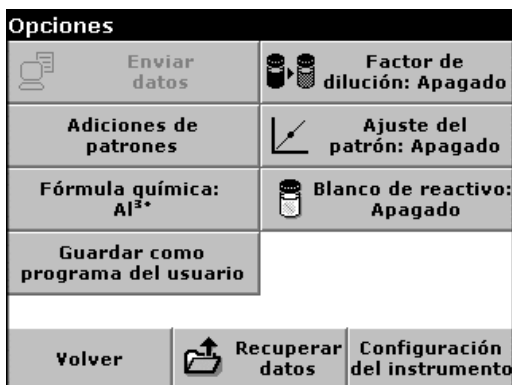 Opciones
Enviar
datos
Factor de
dilución: Apagado
Adiciones de
patrones
Ajuste del
patrón: Apagado
Fórmula química:
Al³⁺
Blanco de reactivo:
Apagado
Guardar como
programa del usuario
Volver
Recuperar
datos
Configuración
del instrumento